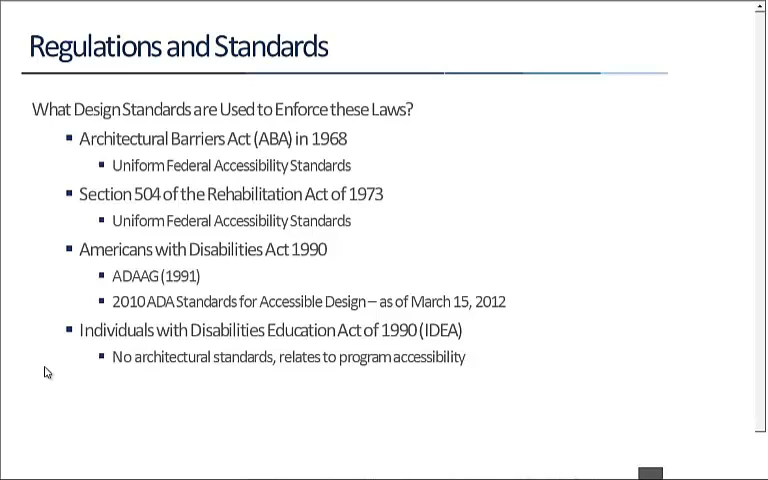 Regulations and Standards
What Design Standards are Used to Enforce these Laws?
Architectural Barriers Act (ABA) in 1968
Uniform Federal Accessibility Standards
Section 504 of the Rehabilitation Act of 1973
Uniform Federal Accessibility Standards
Americans with Disabilities Act 1990
ADAAG (1991)
2010 ADA Standards for Accessible Design – as of March 15, 2012
Individuals with Disabilities Education Act of 1990 (IDEA)
No architectural standards, relates to program accessibility